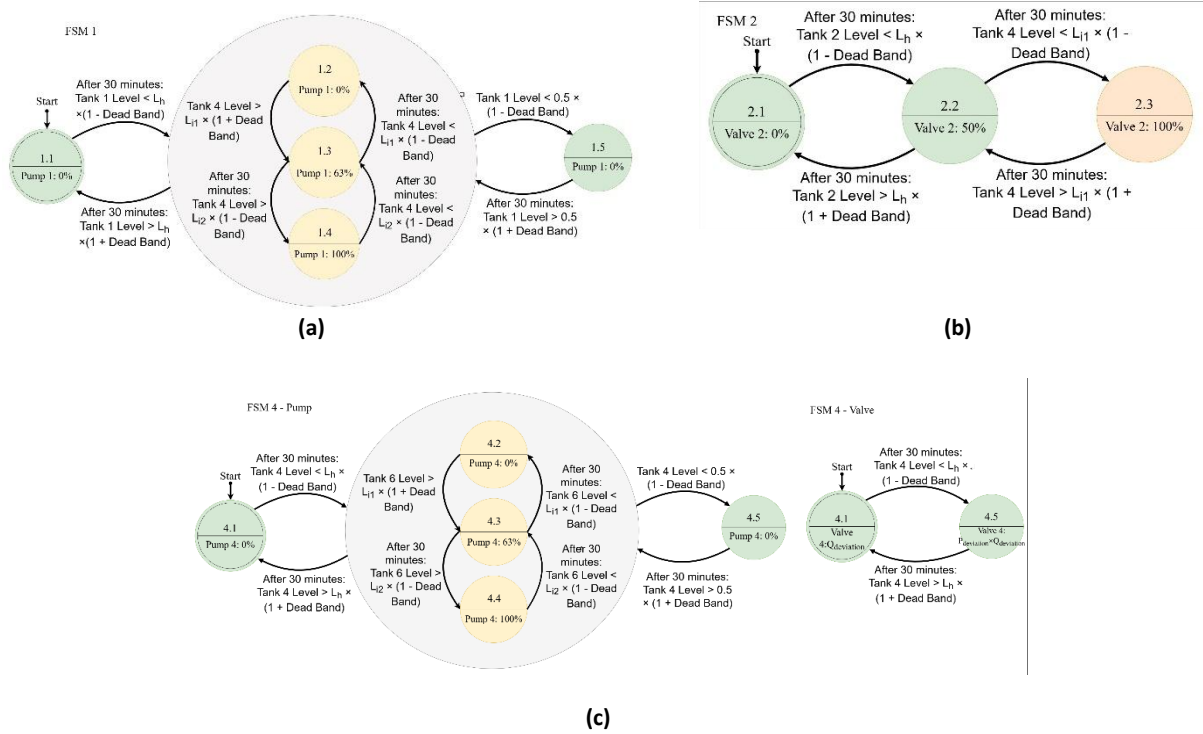 FSM 1
Start
1.1
Pump 1: 0%
After 30 minutes:
Tank 1 Level < Lh
×(1 - Dead Band)
After 30 minutes:
Tank 1 Level > Lh
×(1 + Dead Band)
1.2
Pump 1: 0%
Tank 4 Level >
Li1 × (1 + Dead
Band)
After 30
minutes:
Tank 4 Level <
Li1 × (1 - Dead
Band)
1.3
Pump 1: 63%
After 30
minutes:
Tank 4 Level >
Li2 × (1 - Dead
Band)
After 30
minutes:
Tank 4 Level <
Li2 × (1 - Dead
Band)
1.4
Pump 1: 100%
Tank 1 Level < 0.5 ×
(1 - Dead Band)
1.5
Pump 1: 0%
After 30 minutes:
Tank 1 Level > 0.5
× (1 + Dead Band)
(a)
FSM 2
Start
2.1
Valve 2: 0%
After 30 minutes:
Tank 2 Level < Lh ×
(1 - Dead Band)
After 30 minutes:
Tank 2 Level > Lh ×
(1 + Dead Band)
2.2
Valve 2: 50%
After 30 minutes:
Tank 4 Level < Li1 × (1 -
Dead Band)
After 30 minutes:
Tank 4 Level > Li1 × (1 +
Dead Band)
2.3
Valve 2: 100%
(b)
FSM 4 - Pump
Start
4.1
Pump 4: 0%
After 30 minutes:
Tank 4 Level < Lh ×
(1 - Dead Band)
After 30 minutes:
Tank 4 Level > Lh ×
(1 + Dead Band)
4.2
Pump 4: 0%
Tank 6 Level >
Li1 × (1 + Dead
Band)
After 30
minutes:
Tank 6 Level <
Li1 × (1 - Dead
Band)
4.3
Pump 4: 63%
After 30
minutes:
Tank 6 Level >
Li2 × (1 - Dead
Band)
After 30
minutes:
Tank 6 Level <
Li2 × (1 - Dead
Band)
4.4
Pump 4: 100%
Tank 4 Level < 0.5 ×
(1 - Dead Band)
4.5
Pump 4: 0%
After 30 minutes:
Tank 4 Level > 0.5
× (1 + Dead Band)
FSM 4 - Valve
Start
4.1
Valve
4:Qdeviation
After 30 minutes:
Tank 4 Level < Lh ×.
(1 - Dead Band)
After 30 minutes:
Tank 4 Level > Lh ×
(1 + Dead Band)
4.5
Valve 4:
Pdeviation×Qdeviation
(c)